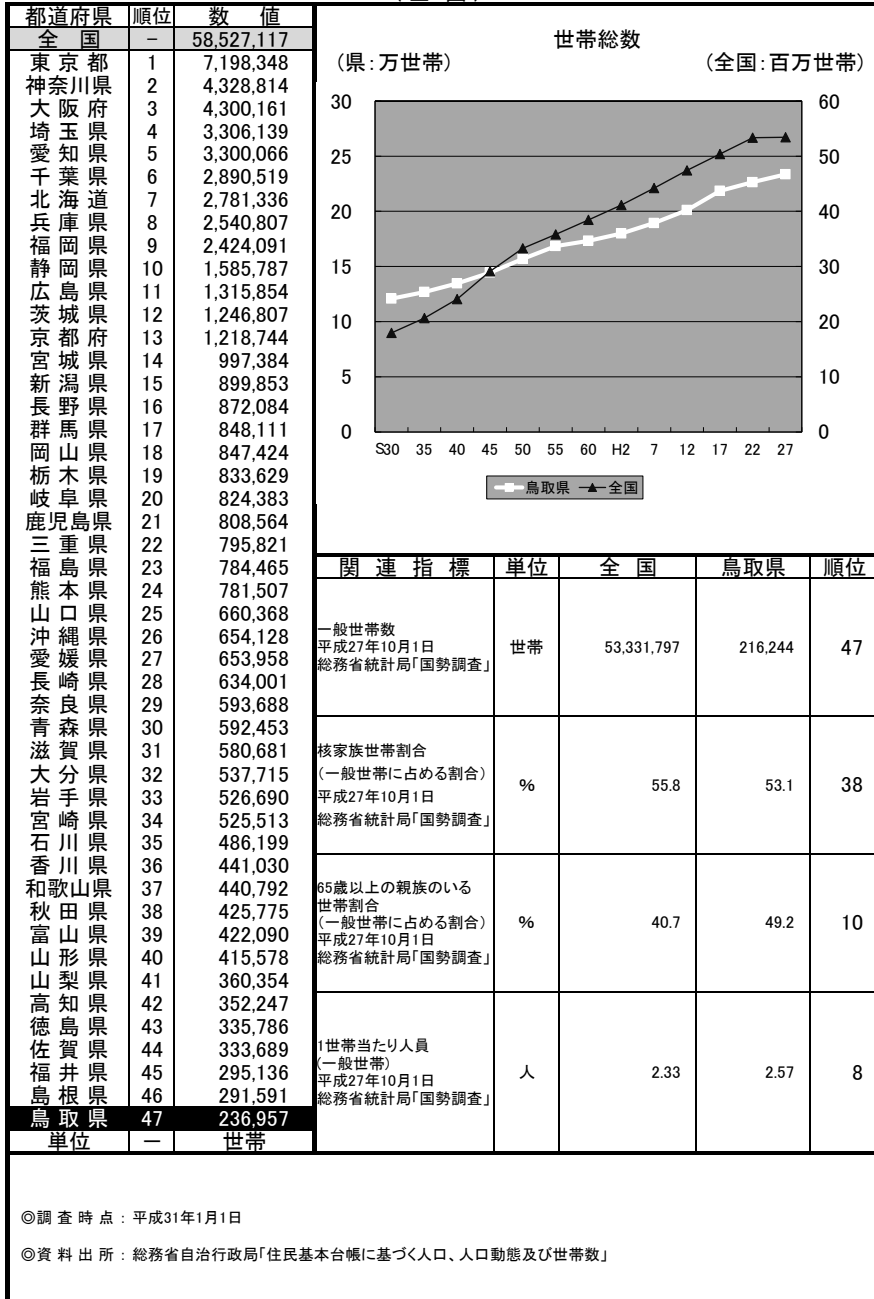 都道府県 順位 数 値
全 国 － 58,527,117
東 京 都 1 7,198,348
神奈川県 2 4,328,814
大 阪 府 3 4,300,161
埼 玉 県 4 3,306,139
愛 知 県 5 3,300,066
千 葉 県 6 2,890,519
北 海 道 7 2,781,336
兵 庫 県 8 2,540,807
福 岡 県 9 2,424,091
静 岡 県 10 1,585,787
広 島 県 11 1,315,854
茨 城 県 12 1,246,807
京 都 府 13 1,218,744
宮 城 県 14 997,384
新 潟 県 15 899,853
長 野 県 16 872,084
群 馬 県 17 848,111
岡 山 県 18 847,424
栃 木 県 19 833,629
岐 阜 県 20 824,383
鹿児島県 21 808,564
三 重 県 22 795,821
福 島 県 23 784,465
熊 本 県 24 781,507
山 口 県 25 660,368
沖 縄 県 26 654,128
愛 媛 県 27 653,958
長 崎 県 28 634,001
奈 良 県 29 593,688
青 森 県 30 592,453
滋 賀 県 31 580,681
大 分 県 32 537,715
岩 手 県 33 526,690
宮 崎 県 34 525,513
石 川 県 35 486,199
香 川 県 36 441,030
和歌山県 37 440,792
秋 田 県 38 425,775
富 山 県 39 422,090
山 形 県 40 415,578
山 梨 県 41 360,354
高 知 県 42 352,247
徳 島 県 43 335,786
佐 賀 県 44 333,689
福 井 県 45 295,136
島 根 県 46 291,591
鳥 取 県 47 236,957
単位 － 世帯
世帯総数
（県：万世帯） （全国：百万世帯）
30 60
25 50
20 40
15 30
10 20
5 10
0 0
S30 35 40 45 50 55 60 H2 7 12 17 22 27
鳥取県 全国
関 連 指 標 単位 全 国 鳥取県 順位
一般世帯数
平成27年10月1日
総務省統計局「国勢調査」
世帯 53,331,797 216,244 47
核家族世帯割合
（一般世帯に占める割合）
平成27年10月1日
総務省統計局「国勢調査」
% 55.8 53.1 38
65歳以上の親族のいる
世帯割合
（一般世帯に占める割合）
平成27年10月1日
総務省統計局「国勢調査」
% 40.7 49.2 10
1世帯当たり人員
（一般世帯）
平成27年10月1日
総務省統計局「国勢調査」
人 2.33 2.57 8
◎調 査 時 点 ： 平成31年1月1日
◎資 料 出 所 ： 総務省自治行政局「住民基本台帳に基づく人口、人口動態及び世帯数」